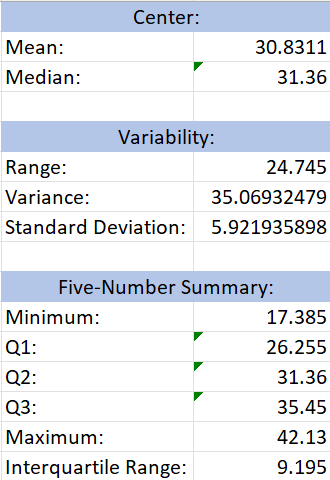 Center:
Mean: 30.8311
Median: 31.36
Variability:
Range: 24.745
Variance: 35.06932479
Standard Deviation: 5.921935898
Five-Number Summary:
Minimum: 17.385
Q1: 26.255
Q2: 31.36
Q3: 35.45
Maximum: 42.13
Interquartile Range: 9.195